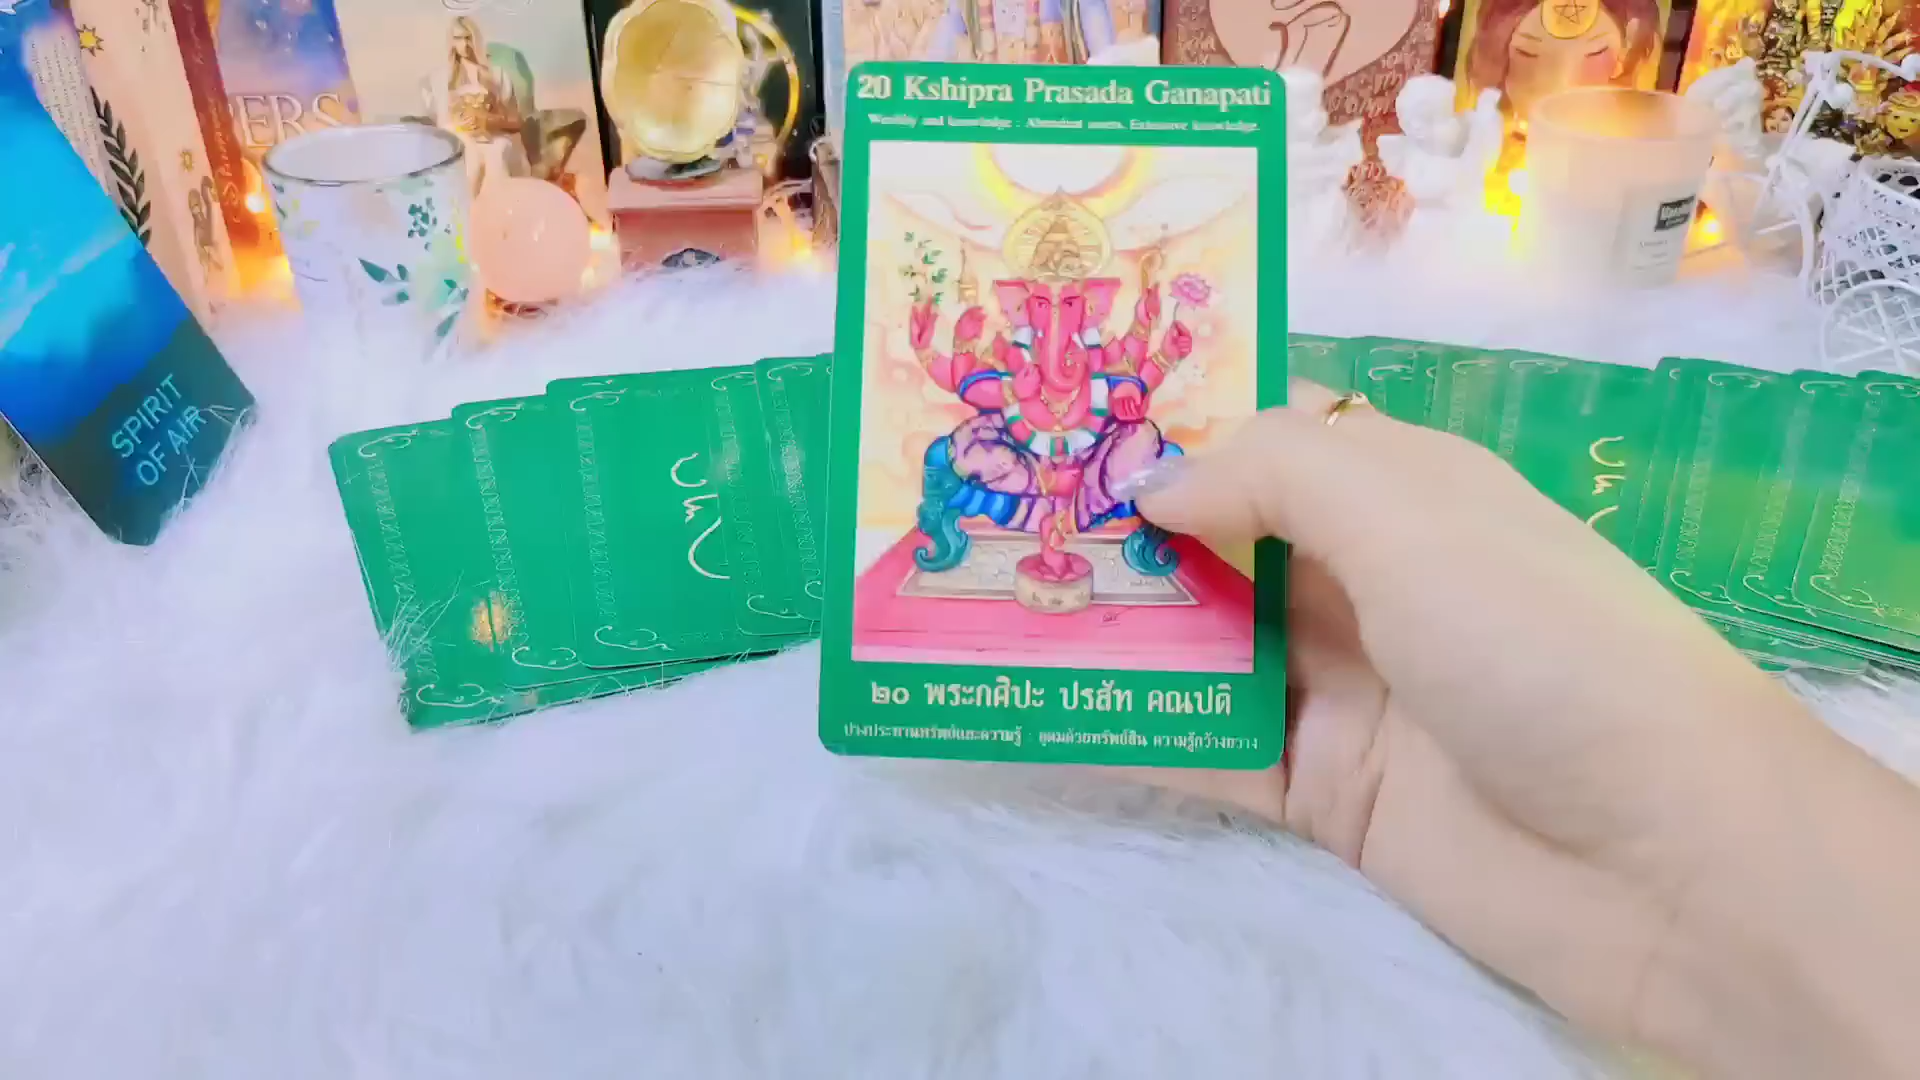 ERS
20 Kshipra Prasada Ganapati
Wealthy and knowledge : Abundant assets. Extensive knowledge.
๒๐ พระกศิปะ ปรสัท คณปติ
ปางประทานทรัพย์และความรู้ : อุดมด้วยทรัพย์สิน ความรู้กว้างขวาง
SPIRIT
OF AIR